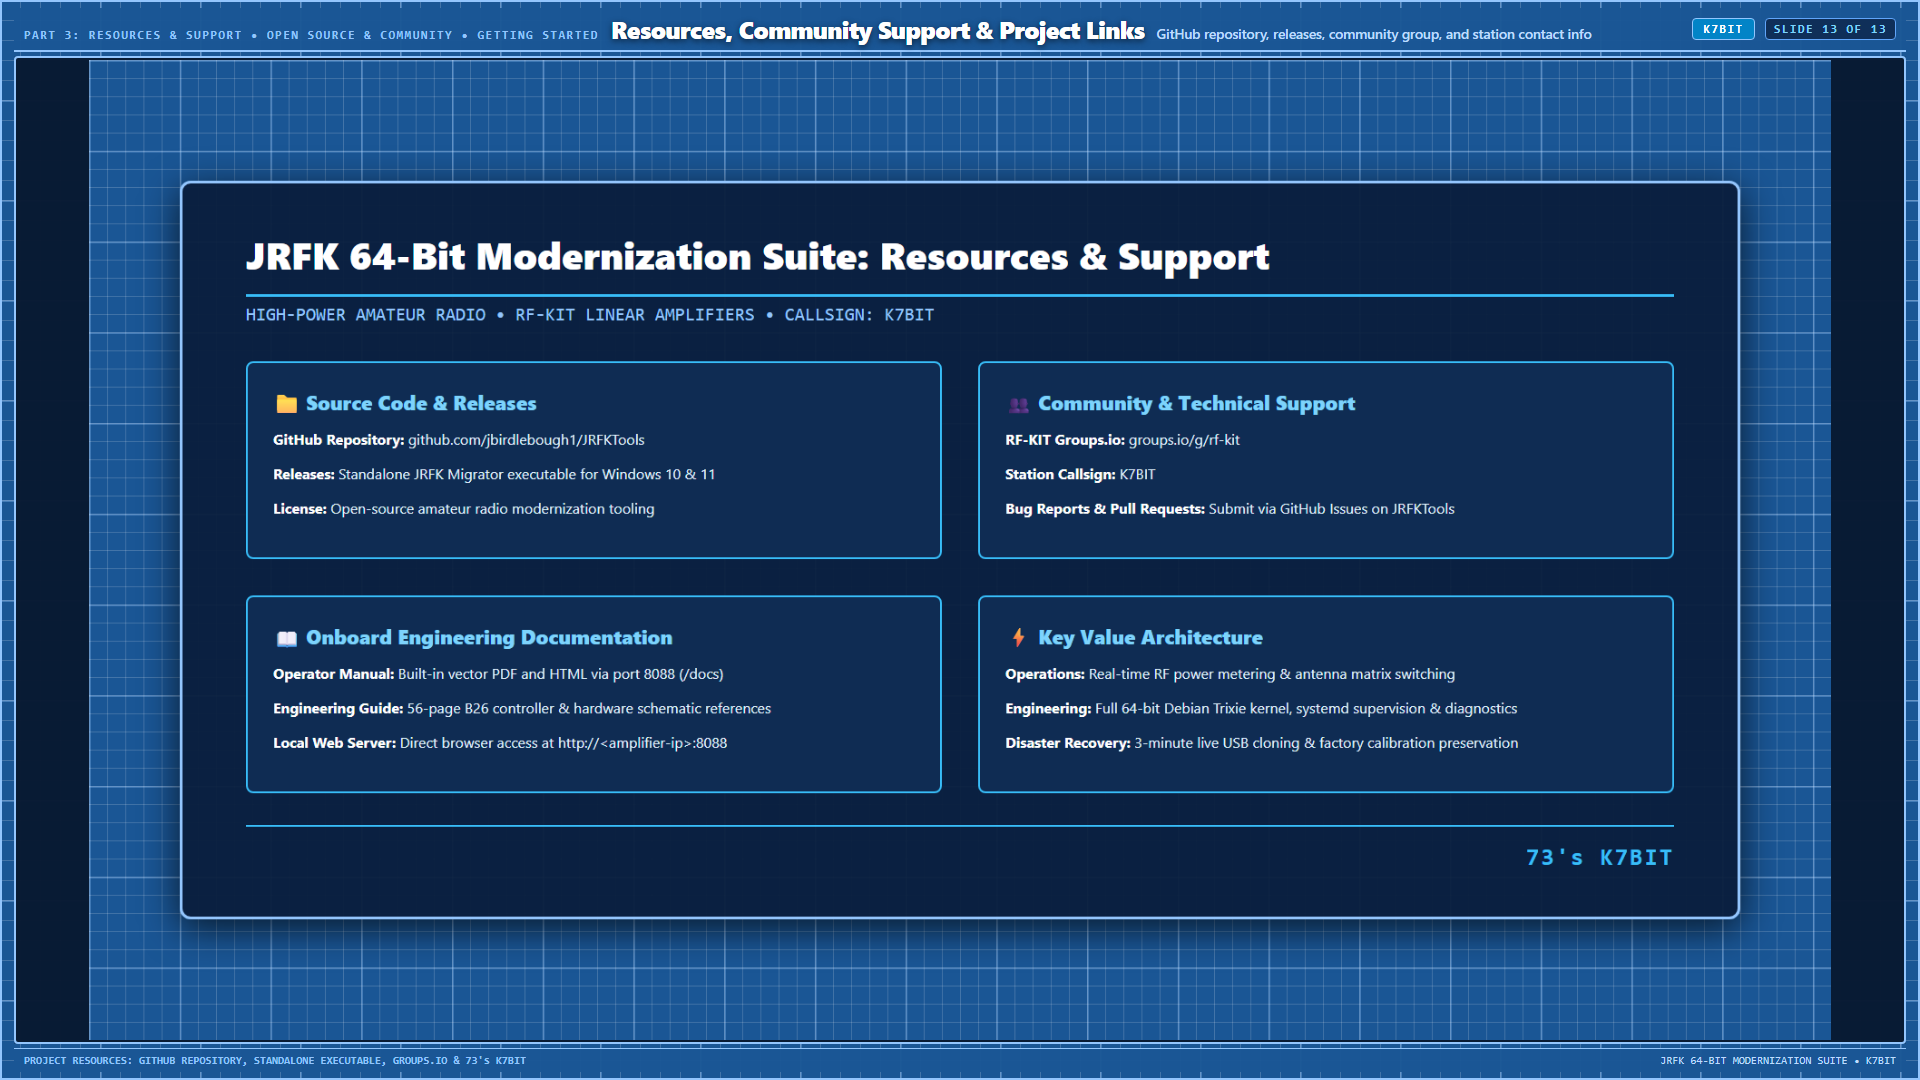 PART 3: RESOURCES & SUPPORT • OPEN SOURCE & COMMUNITY • GETTING STARTED
Resources, Community Support & Project Links
GitHub repository, releases, community group, and station contact info
K7BIT
SLIDE 13 OF 13
JRFK 64-Bit Modernization Suite: Resources & Support
HIGH-POWER AMATEUR RADIO • RF-KIT LINEAR AMPLIFIERS • CALLSIGN: K7BIT
Source Code & Releases
GitHub Repository: github.com/jbirdlebough1/JRFKTools
Releases: Standalone JRFK Migrator executable for Windows 10 & 11
License: Open-source amateur radio modernization tooling
Community & Technical Support
RF-KIT Groups.io: groups.io/g/rf-kit
Station Callsign: K7BIT
Bug Reports & Pull Requests: Submit via GitHub Issues on JRFKTools
Onboard Engineering Documentation
Operator Manual: Built-in vector PDF and HTML via port 8088 (/docs)
Engineering Guide: 56-page B26 controller & hardware schematic references
Local Web Server: Direct browser access at http://<amplifier-ip>:8088
Key Value Architecture
Operations: Real-time RF power metering & antenna matrix switching
Engineering: Full 64-bit Debian Trixie kernel, systemd supervision & diagnostics
Disaster Recovery: 3-minute live USB cloning & factory calibration preservation
73's K7BIT
PROJECT RESOURCES: GITHUB REPOSITORY, STANDALONE EXECUTABLE, GROUPS.IO & 73's K7BIT
JRFK 64-BIT MODERNIZATION SUITE • K7BIT